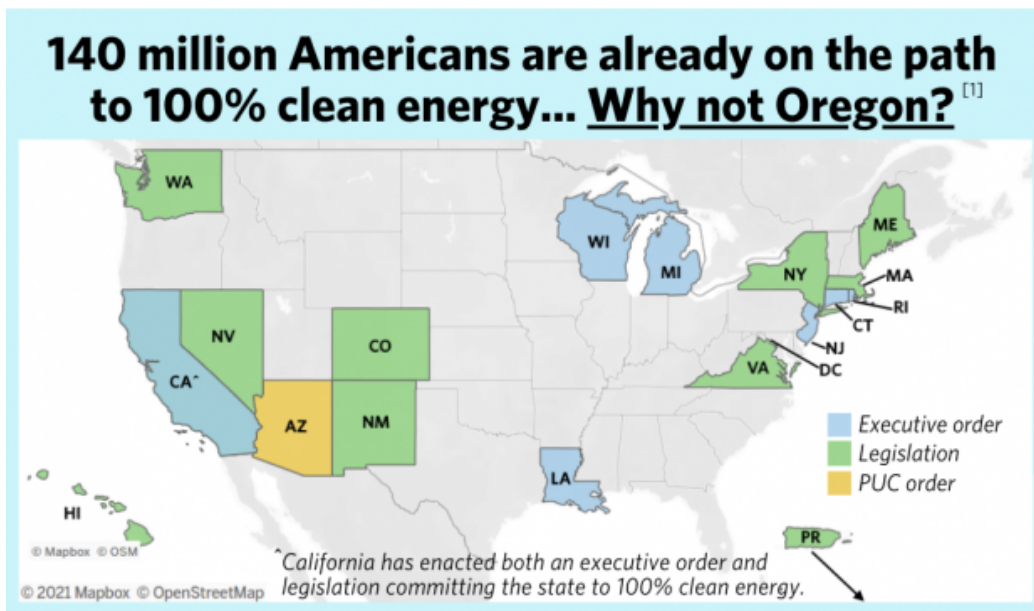 140 million Americans are already on the path
to 100% clean energy... Why not Oregon? [1]
WA
WI
MI
ME
NY
MA
RI
CT
NJ
DC
VA
NV
CO
CA^
AZ
NM
LA
HI
PR
Executive order
Legislation
PUC order
© Mapbox © OSM
^California has enacted both an executive order and
legislation committing the state to 100% clean energy.
© 2021 Mapbox © OpenStreetMap